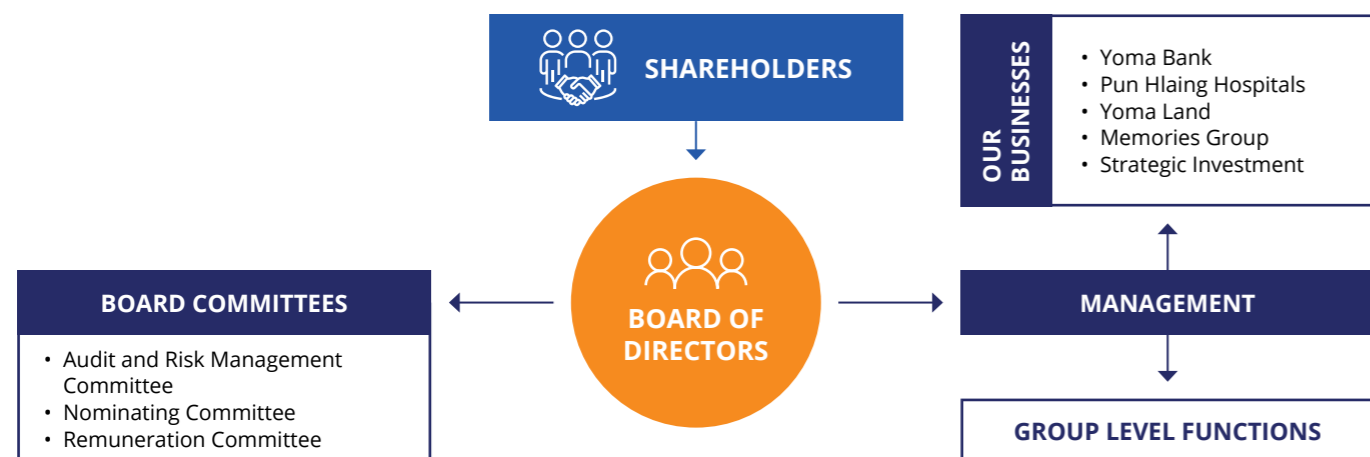 SHAREHOLDERS
OUR
BUSINESSES
• Yoma Bank
• Pun Hlaing Hospitals
• Yoma Land
• Memories Group
• Strategic Investment
BOARD OF
DIRECTORS
BOARD COMMITTEES
• Audit and Risk Management
Committee
• Nominating Committee
• Remuneration Committee
MANAGEMENT
GROUP LEVEL FUNCTIONS